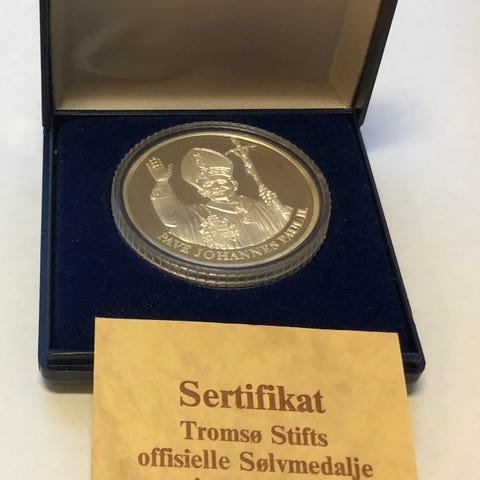 PAVE JOHANNES PAUL II
Sertifikat
Tromsø Stifts
offisielle Sølvmedalje